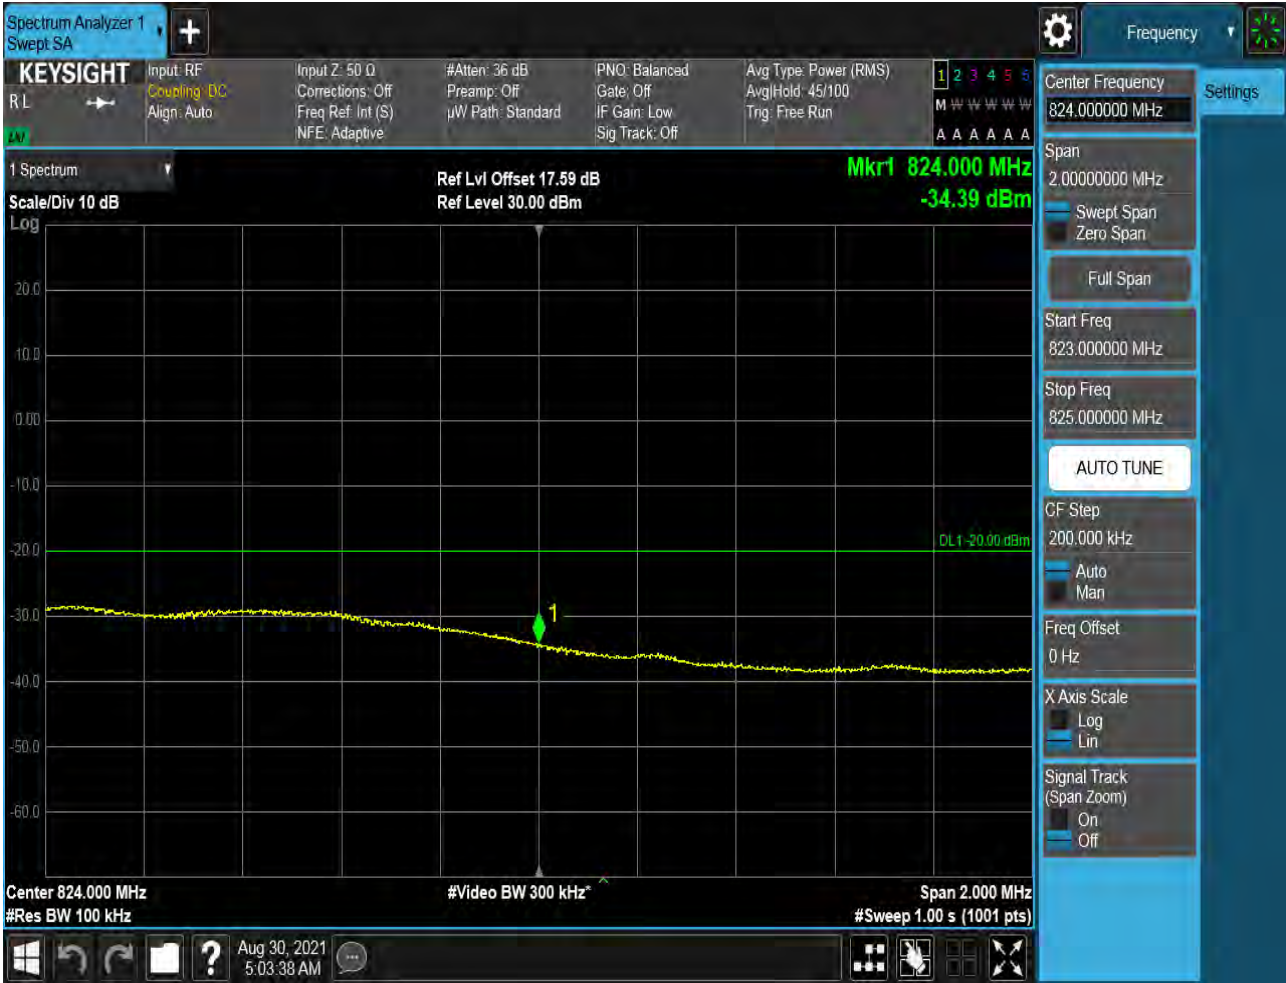 Spectrum Analyzer 1
Swept SA
Frequency
KEYSIGHT
R L
LXI
Input: RF
Coupling: DC
Align: Auto
Input Z: 50 Ω
Corrections: Off
Freq Ref: Int (S)
NFE: Adaptive
#Atten: 36 dB
Preamp: Off
µW Path: Standard
PNO: Balanced
Gate: Off
IF Gain: Low
Sig Track: Off
Avg Type: Power (RMS)
Avg|Hold: 45/100
Trig: Free Run
1 2 3 4 5 6
M W W W W W
A A A A A A
1 Spectrum
Scale/Div 10 dB
Log
Ref Lvl Offset 17.59 dB
Ref Level 30.00 dBm
Mkr1 824.000 MHz
-34.39 dBm
20.0
10.0
0.00
-10.0
-20.0
-30.0
-40.0
-50.0
-60.0
DL1 -20.00 dBm
1
Center 824.000 MHz
#Res BW 100 kHz
#Video BW 300 kHz*
Span 2.000 MHz
#Sweep 1.00 s (1001 pts)
?
Aug 30, 2021
5:03:38 AM
Center Frequency
824.000000 MHz
Settings
Span
2.00000000 MHz
Swept Span
Zero Span
Full Span
Start Freq
823.000000 MHz
Stop Freq
825.000000 MHz
AUTO TUNE
CF Step
200.000 kHz
Auto
Man
Freq Offset
0 Hz
X Axis Scale
Log
Lin
Signal Track
(Span Zoom)
On
Off